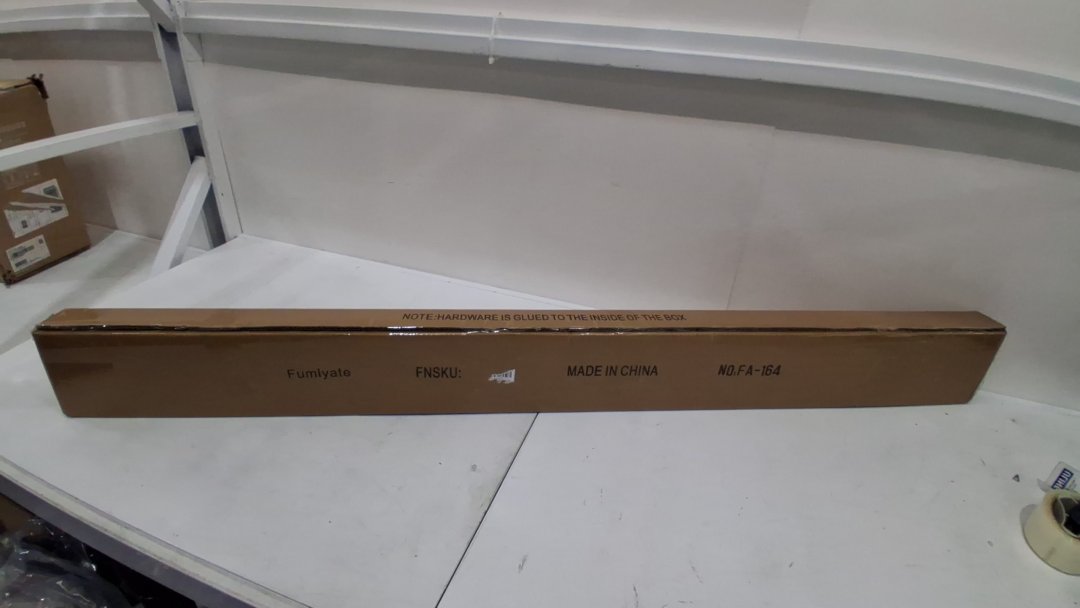 NOTE:HARDWARE IS GLUED TO THE INSIDE OF THE BOX
Fumiyate FNSKU: MADE IN CHINA NO:FA-164